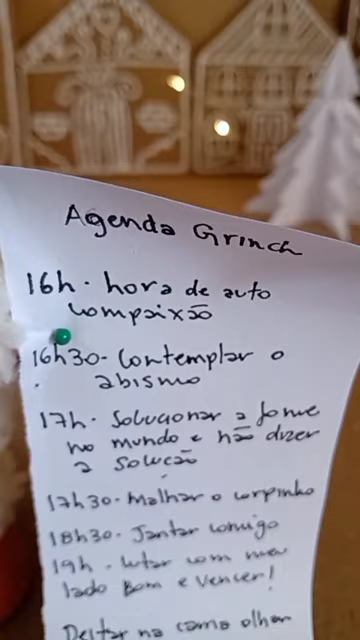 Agenda Grinch
16h. hora de auto
compaixão
16h30- Contemplar o
abismo
17h. Solucionar a fome
no mundo e não dizer
a solução
17h30- Malhar o corpinho
18h30- Jantar comigo
19h. Lutar com meu
lado Bom e Vencer!
Deitar na cama olhar